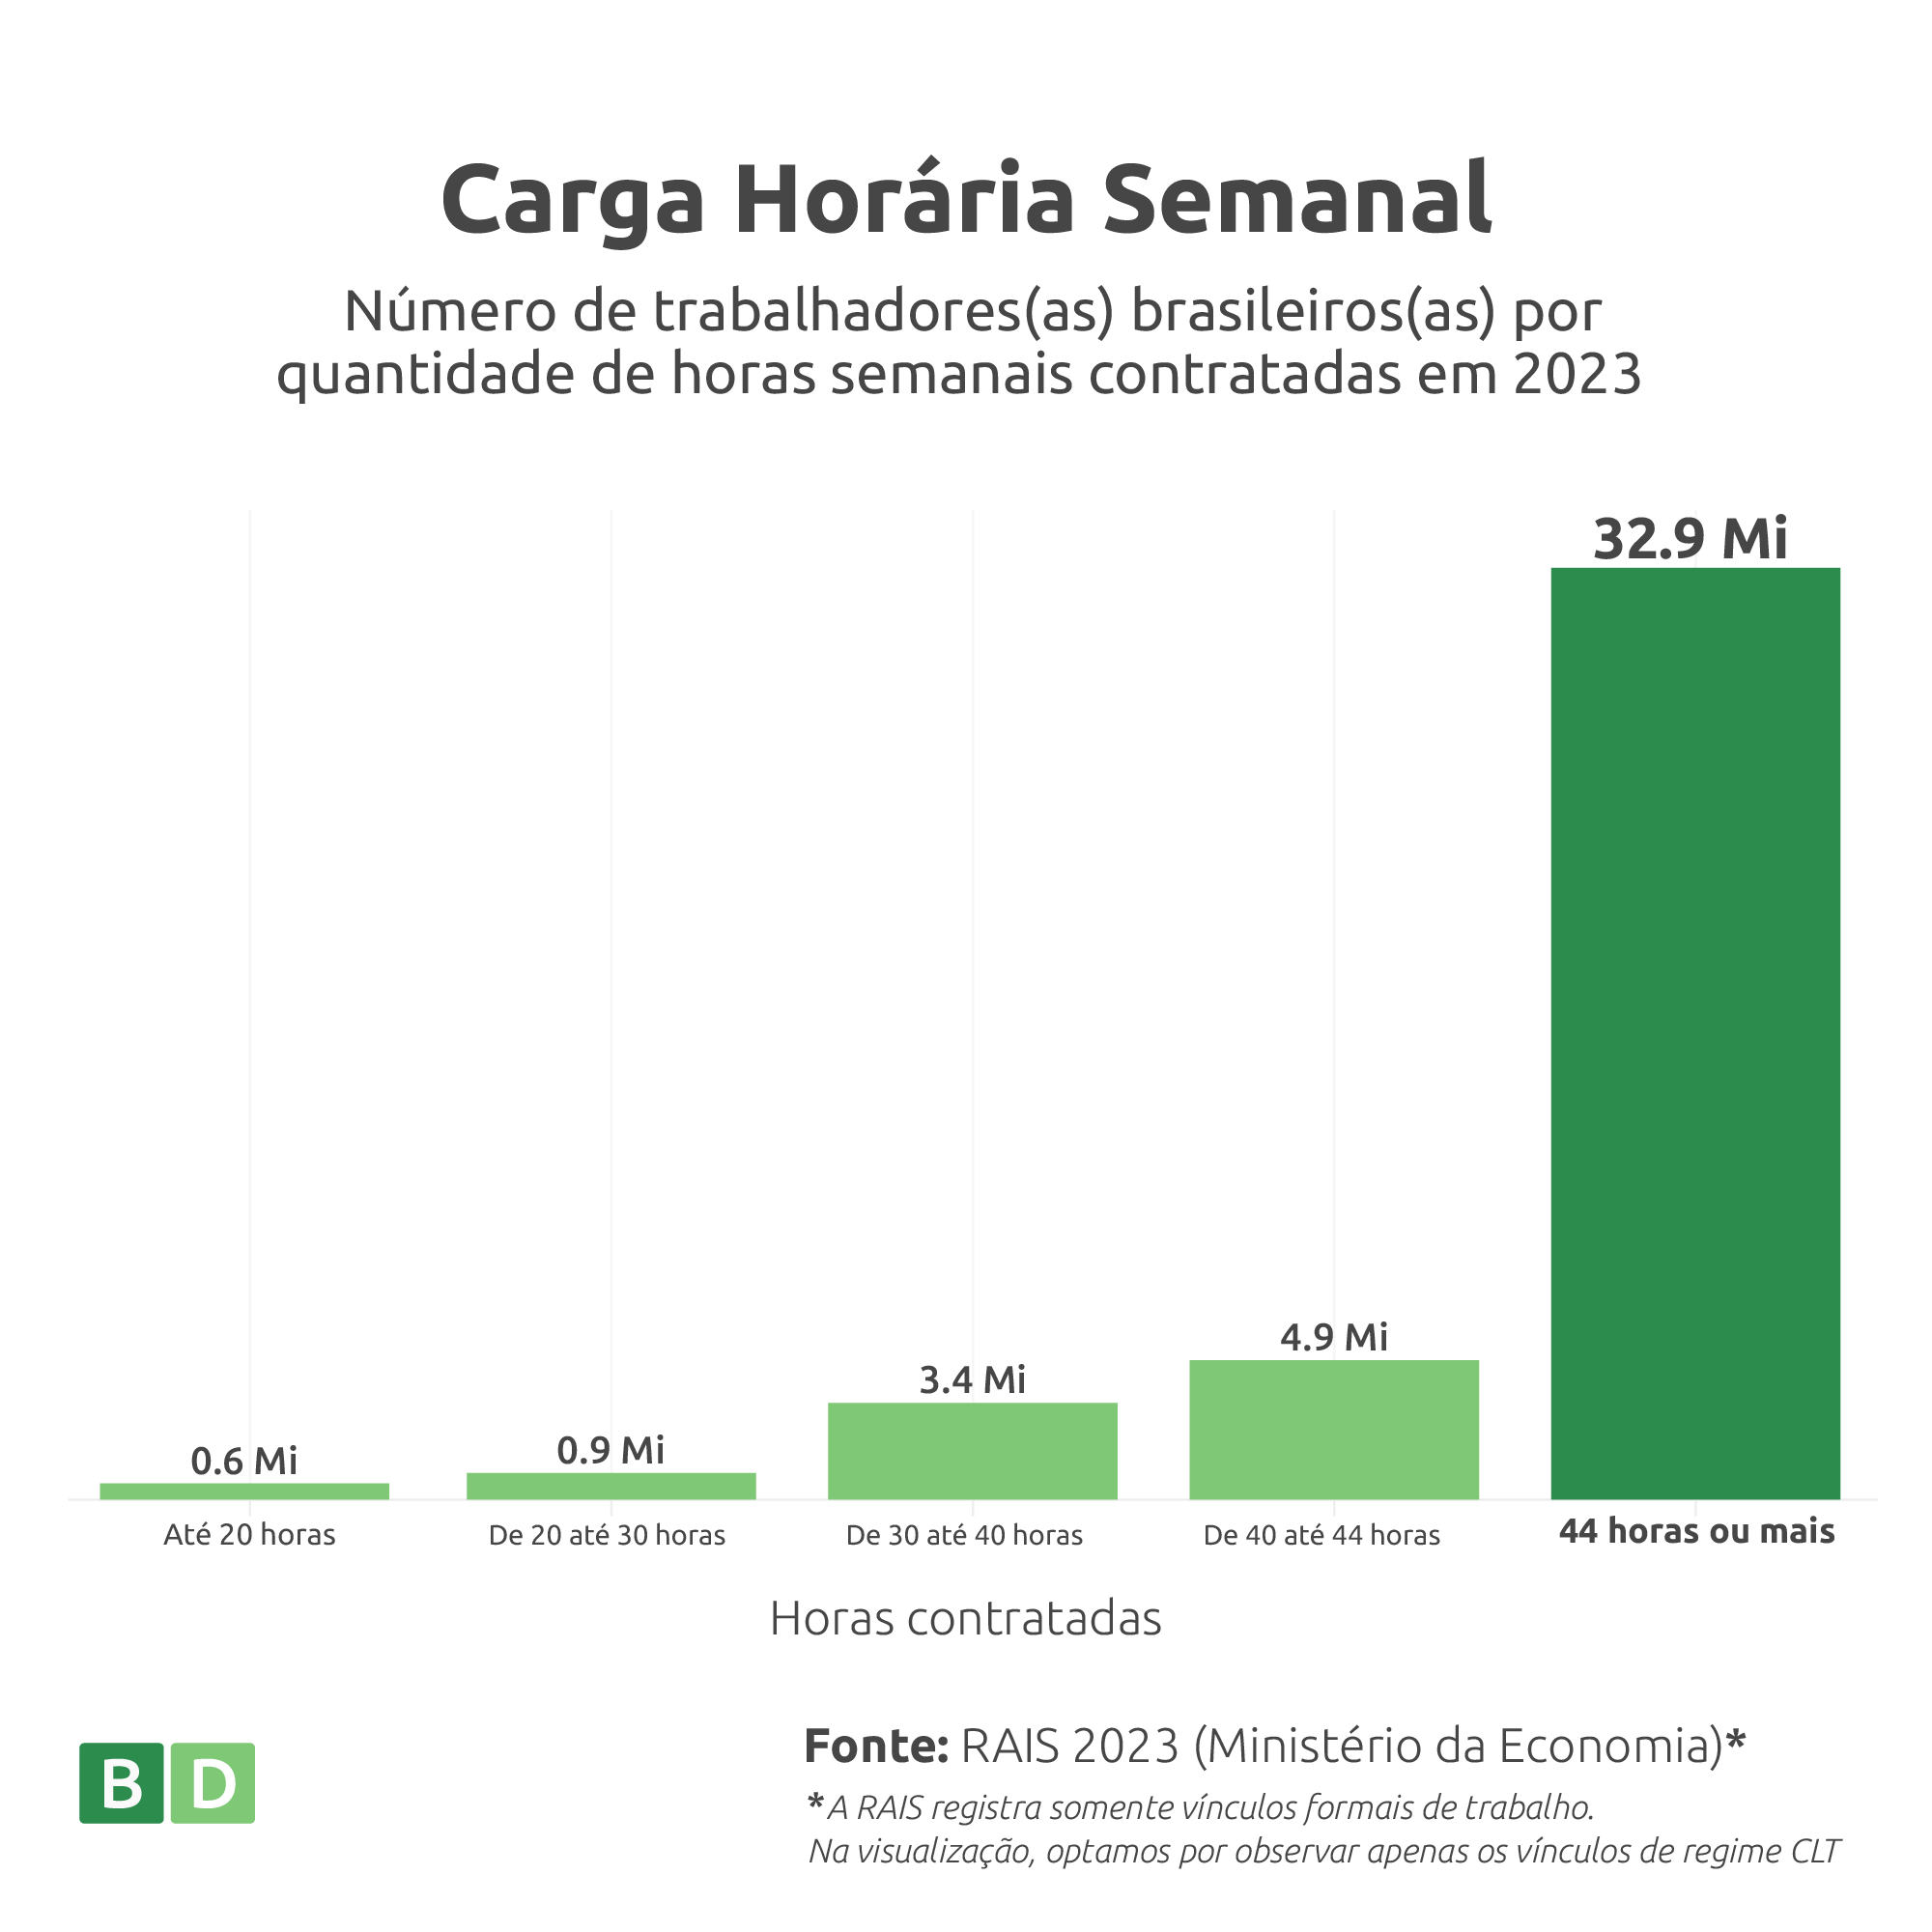 Carga Horária Semanal
Número de trabalhadores(as) brasileiros(as) por
quantidade de horas semanais contratadas em 2023
32.9 Mi
4.9 Mi
3.4 Mi
0.9 Mi
0.6 Mi
Até 20 horas
De 20 até 30 horas
De 30 até 40 horas
De 40 até 44 horas
44 horas ou mais
Horas contratadas
B D
Fonte: RAIS 2023 (Ministério da Economia)*
*A RAIS registra somente vínculos formais de trabalho.
Na visualização, optamos por observar apenas os vínculos de regime CLT